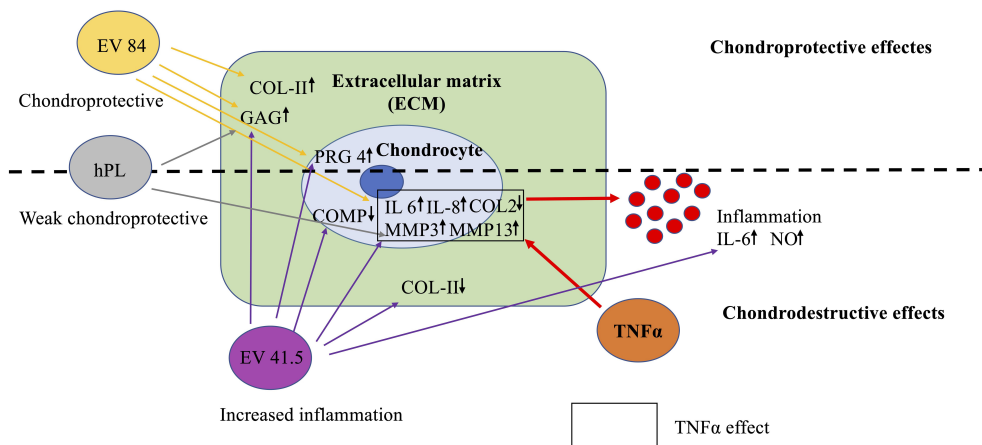 EV 84
Chondroprotective effectes
Extracellular matrix
(ECM)
COL-II↑
Chondroprotective
GAG↑
PRG 4↑
Chondrocyte
hPL
Weak chondroprotective
COMP↓
IL 6↑ IL-8↑ COL2↓
MMP3↑ MMP13↑
Inflammation
IL-6↑ NO↑
COL-II↓
Chondrodestructive effects
TNFα
EV 41.5
Increased inflammation
TNFα effect